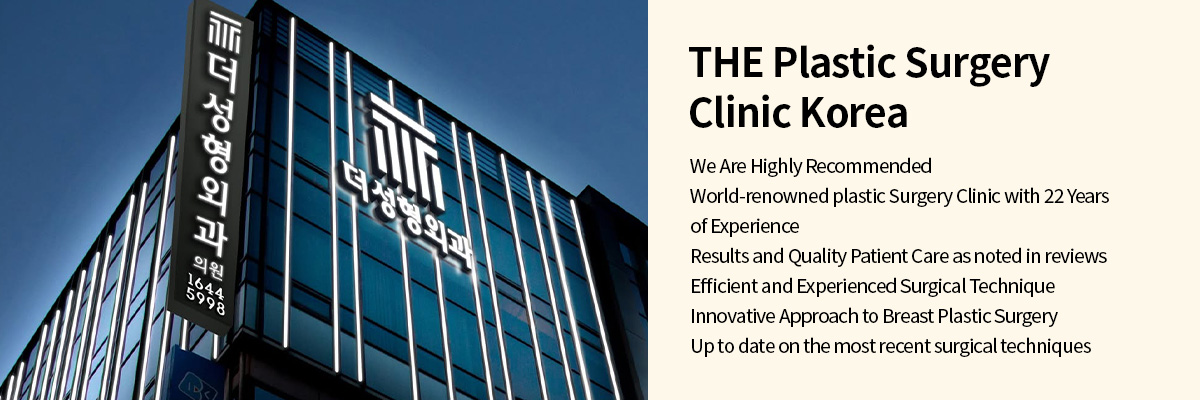 더성형외과
의원
1644
5998
더성형외과
THE Plastic Surgery
Clinic Korea
We Are Highly Recommended
World-renowned plastic Surgery Clinic with 22 Years
of Experience
Results and Quality Patient Care as noted in reviews
Efficient and Experienced Surgical Technique
Innovative Approach to Breast Plastic Surgery
Up to date on the most recent surgical techniques